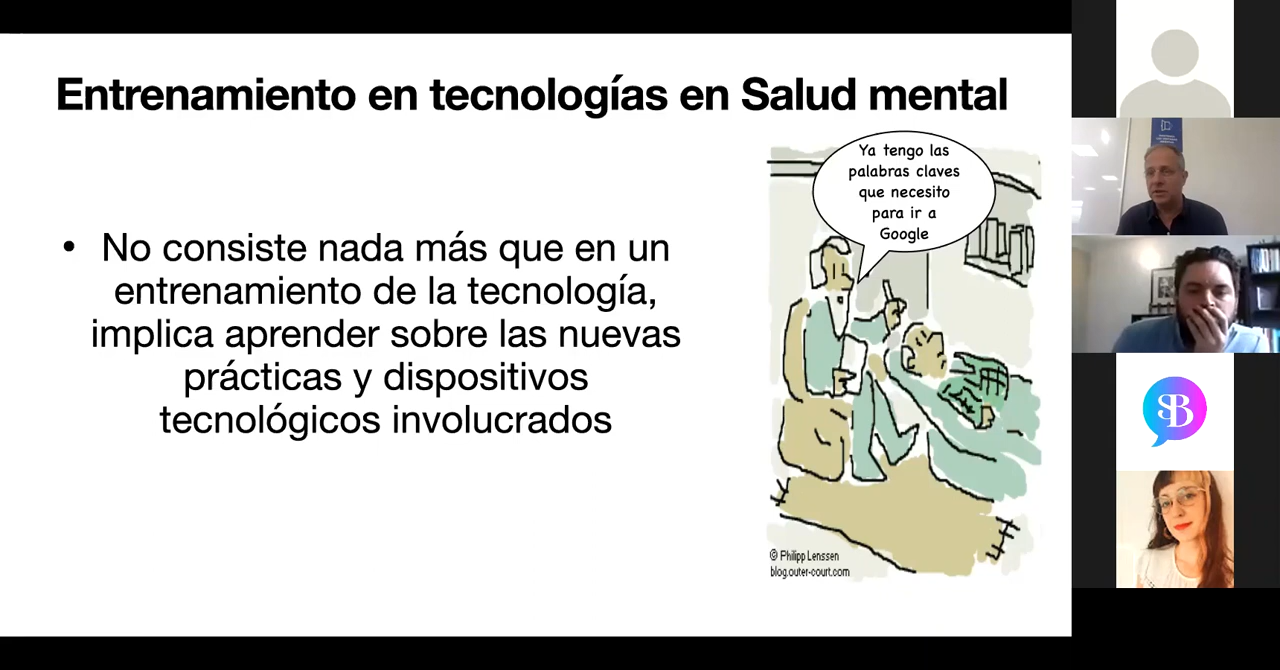 Entrenamiento en tecnologías en Salud mental
• No consiste nada más que en un
entrenamiento de la tecnología,
implica aprender sobre las nuevas
prácticas y dispositivos
tecnológicos involucrados
Ya tengo las
palabras claves
que necesito
para ir a
Google
© Philipp Lenssen
blog.outer-court.com
SB